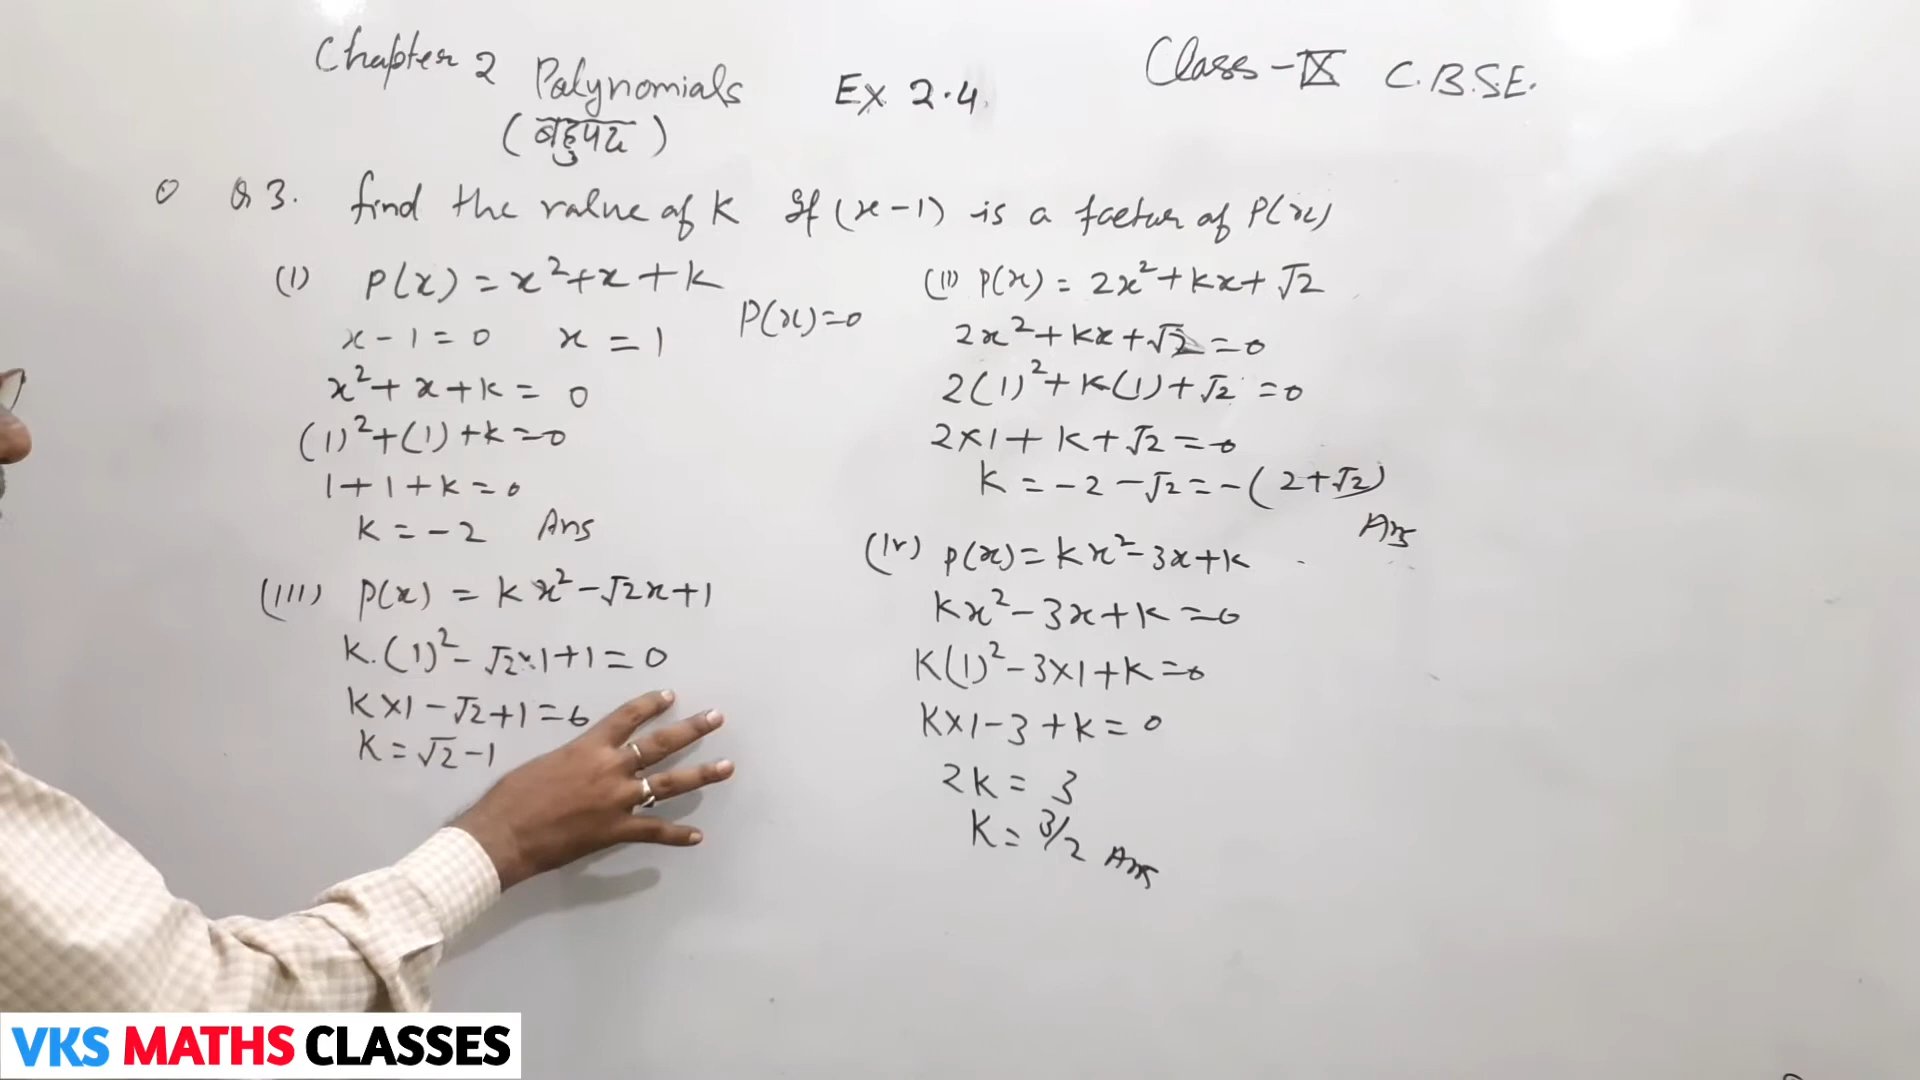 Chapter 2 Polynomials Ex 2.4 Class-IX C.B.S.E.
(बहुपद)
Q 3. find the value of k If (x-1) is a factor of P(x)
(I) P(x) = x²+x+k
x-1=0 x=1 P(x)=0
x²+x+k=0
(1)²+(1)+k=0
1+1+k=0
k=-2 Ans
(II) P(x)=2x²+kx+√2
2x²+kx+√2=0
2(1)²+k(1)+√2=0
2×1+k+√2=0
k=-2-√2=-(2+√2)
Ans
(III) P(x)=kx²-√2x+1
k.(1)²-√2×1+1=0
k×1-√2+1=0
k=√2-1
(IV) p(x)=kx²-3x+k
kx²-3x+k=0
k(1)²-3×1+k=0
k×1-3+k=0
2k=3
k=3/2 Ans
VKS MATHS CLASSES